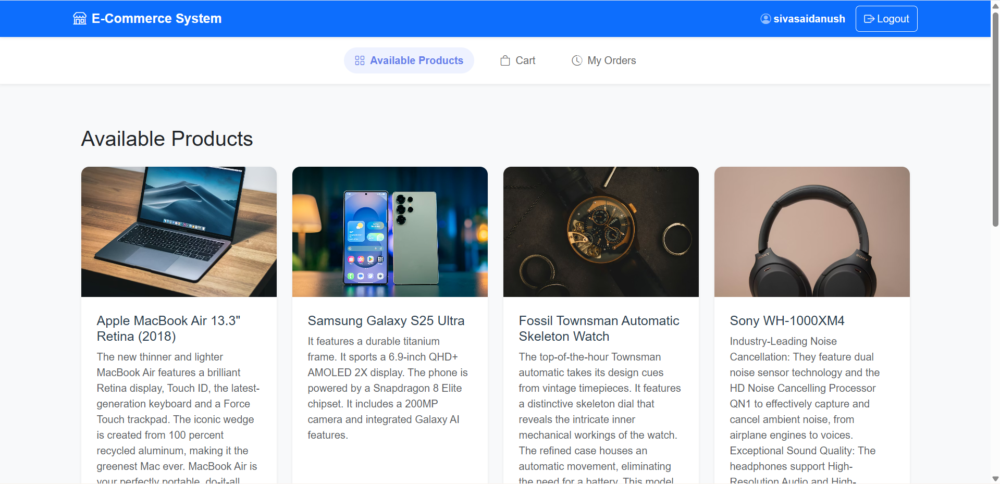 E-Commerce System
sivasaidanush
Logout
Available Products
Cart
My Orders
Available Products
FOSSIL
SONY
SONY
Apple MacBook Air 13.3"
Retina (2018)
The new thinner and lighter
MacBook Air features a brilliant
Retina display, Touch ID, the latest-
generation keyboard and a Force
Touch trackpad. The iconic wedge
is created from 100 percent
recycled aluminum, making it the
greenest Mac ever. MacBook Air is
your perfectly portable, do-it-all
Samsung Galaxy S25 Ultra
It features a durable titanium
frame. It sports a 6.9-inch QHD+
AMOLED 2X display. The phone is
powered by a Snapdragon 8 Elite
chipset. It includes a 200MP
camera and integrated Galaxy AI
features.
Fossil Townsman Automatic
Skeleton Watch
The top-of-the-hour Townsman
automatic takes its design cues
from vintage timepieces. It features
a distinctive skeleton dial that
reveals the intricate inner
mechanical workings of the watch.
The refined case houses an
automatic movement, eliminating
the need for a battery. This model
Sony WH-1000XM4
Industry-Leading Noise
Cancellation: They feature dual
noise sensor technology and the
HD Noise Cancelling Processor
QN1 to effectively capture and
cancel ambient noise, from
airplane engines to voices.
Exceptional Sound Quality: The
headphones support High-
Resolution Audio and High-